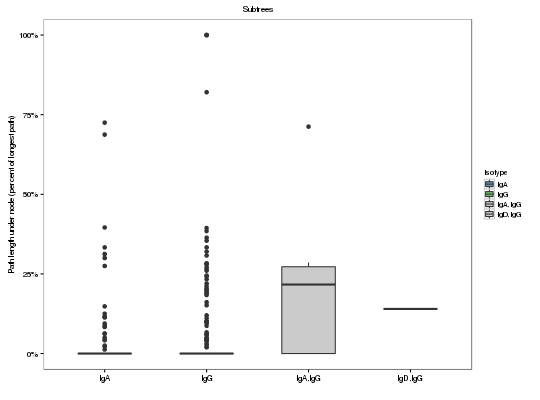 Subtrees
Path length under node (percent of longest path)
100%
75%
50%
25%
0%
IgA
IgG
IgA.IgG
IgD.IgG
Isotype
IgA
IgG
IgA.IgG
IgD.IgG